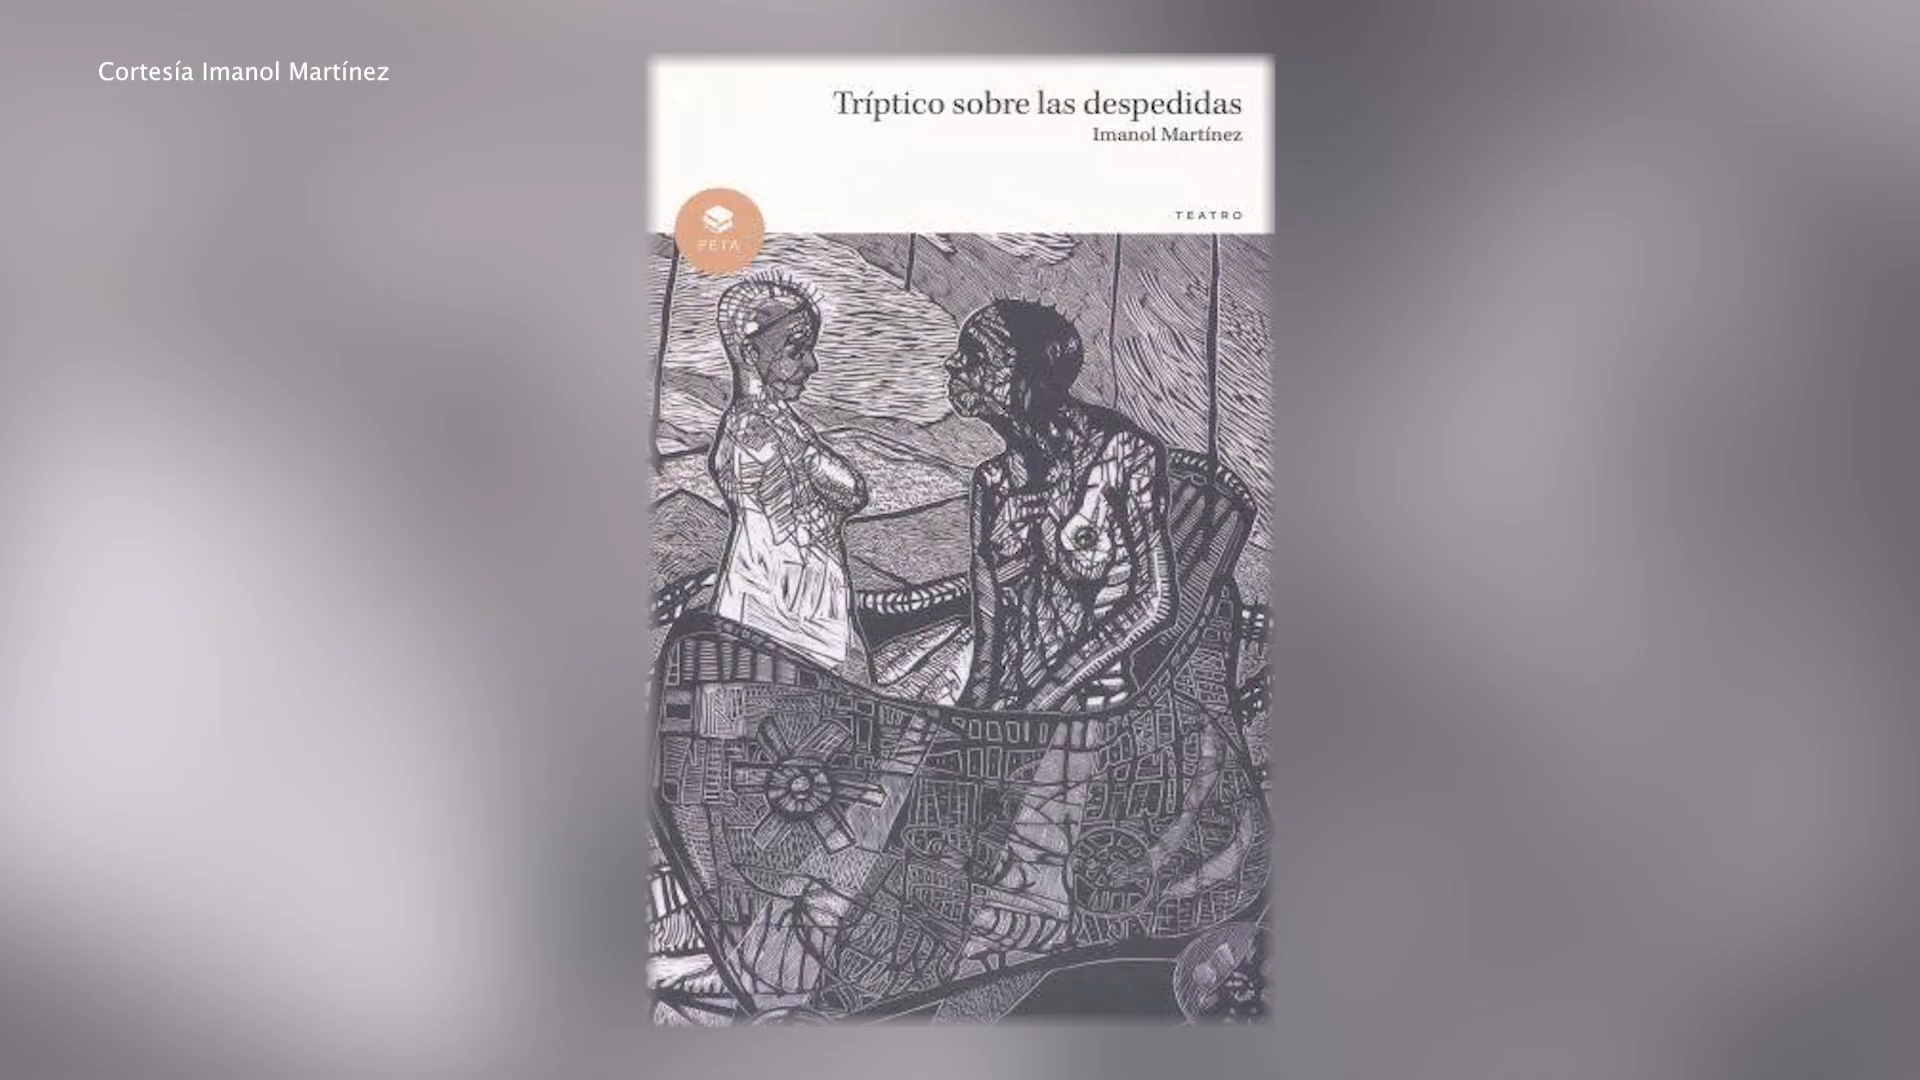 Cortesía Imanol Martínez
Tríptico sobre las despedidas
Imanol Martínez
TEATRO
FETA